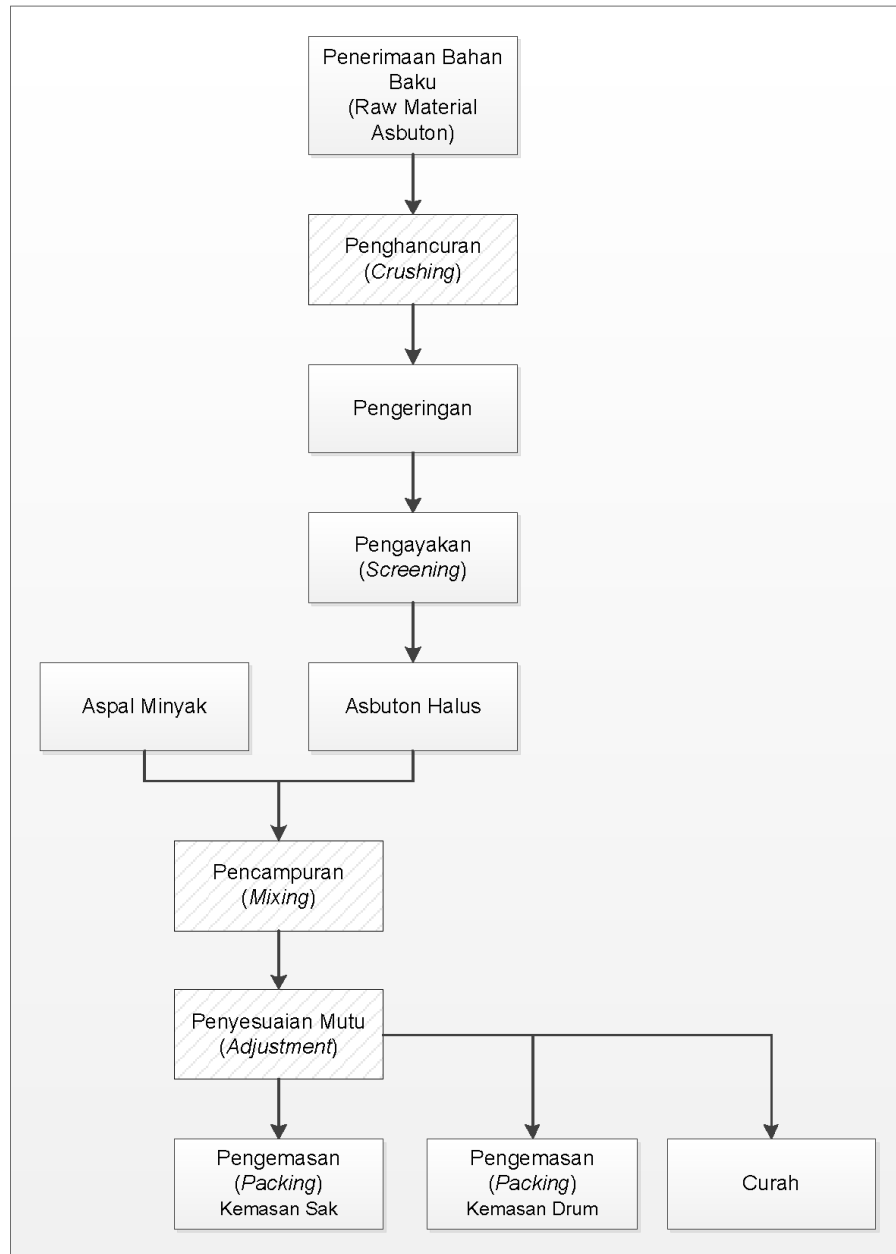 Penerimaan Bahan
Baku
(Raw Material
Asbuton)
Penghancuran
(Crushing)
Pengeringan
Pengayakan
(Screening)
Aspal Minyak
Asbuton Halus
Pencampuran
(Mixing)
Penyesuaian Mutu
(Adjustment)
Pengemasan
(Packing)
Kemasan Sak
Pengemasan
(Packing)
Kemasan Drum
Curah